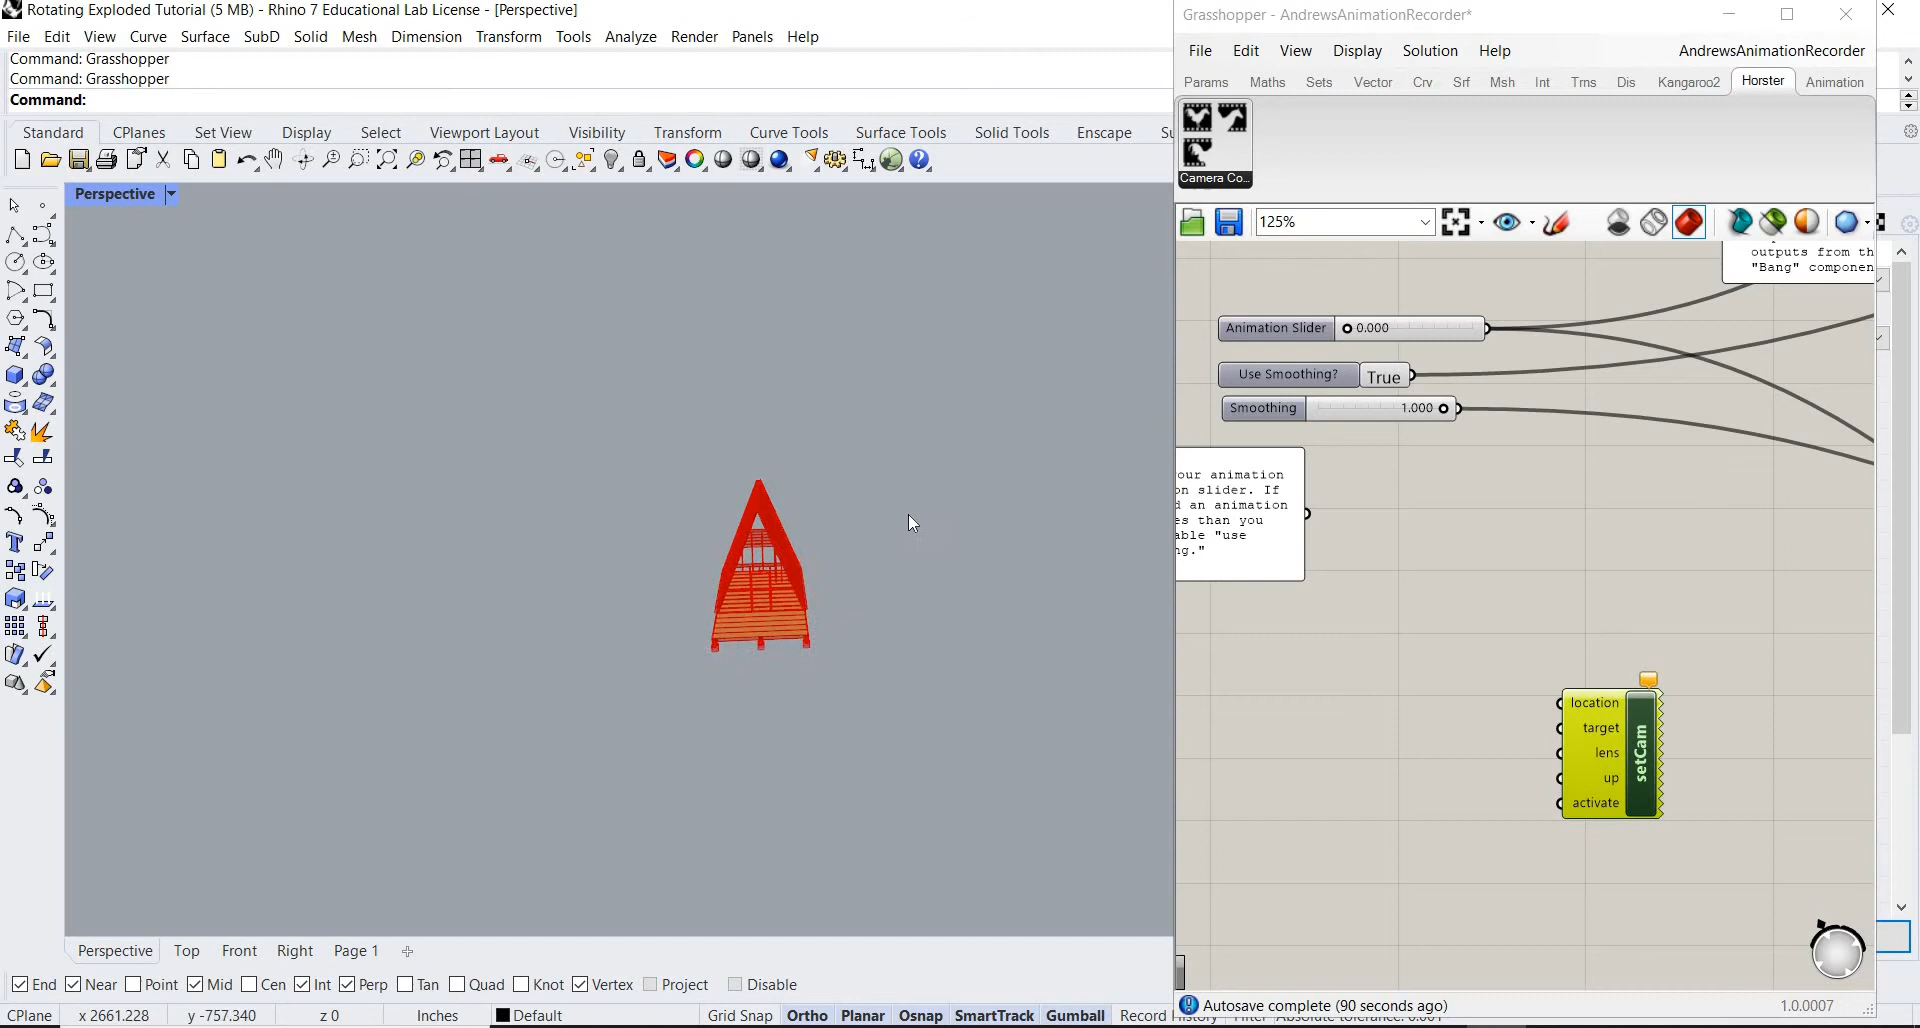 Rotating Exploded Tutorial (5 MB) - Rhino 7 Educational Lab License - [Perspective]
File Edit View Curve Surface SubD Solid Mesh Dimension Transform Tools Analyze Render Panels Help
Command: Grasshopper
Command: Grasshopper
Command:
Standard CPlanes Set View Display Select Viewport Layout Visibility Transform Curve Tools Surface Tools Solid Tools Enscape
Perspective
Perspective Top Front Right Page 1
End Near Point Mid Cen Int Perp Tan Quad Knot Vertex Project Disable
CPlane x 2661.228 y -757.340 z 0 Inches Default Grid Snap Ortho Planar Osnap SmartTrack Gumball Record
Grasshopper - AndrewsAnimationRecorder*
File Edit View Display Solution Help AndrewsAnimationRecorder
Params Maths Sets Vector Crv Srf Msh Int Trns Dis Kangaroo2 Horster Animation
Camera Co...
125%
outputs from th
"Bang" componen
Animation Slider 0.000
Use Smoothing? True
Smoothing 1.000
our animation
on slider. If
d an animation
es than you
able "use
ng."
location
target
lens
up
activate
setCam
Autosave complete (90 seconds ago) 1.0.0007